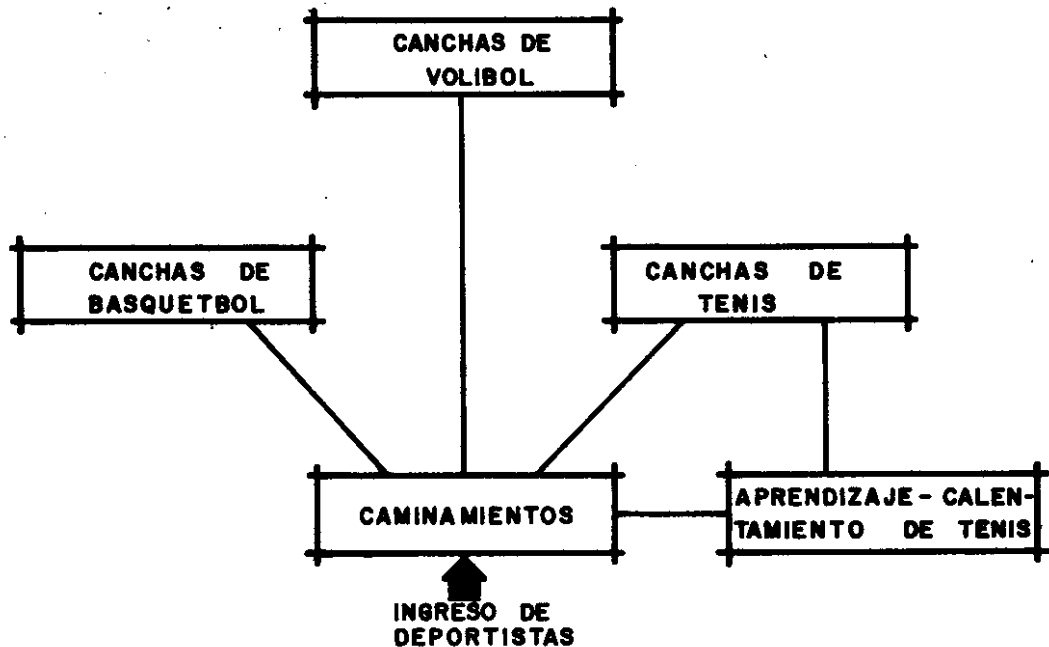 CANCHAS DE
VOLIBOL
CANCHAS DE
BASQUETBOL
CANCHAS DE
TENIS
CAMINAMIENTOS
APRENDIZAJE - CALEN-
TAMIENTO DE TENIS
INGRESO DE
DEPORTISTAS